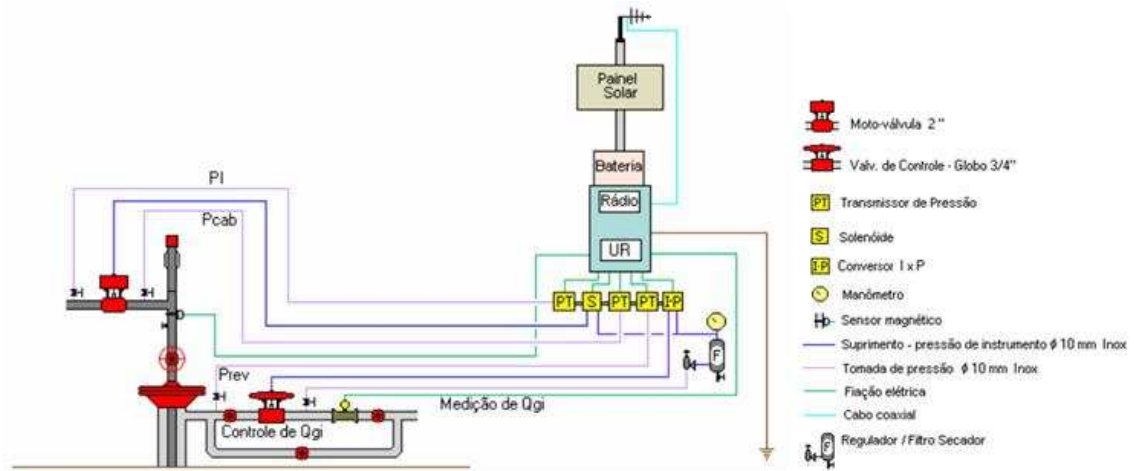 Painel
Solar
Bateria
Rádio
UR
PT
S
PT
PT
I-P
F
Pl
Pcab
Prev
Controle de Qgi
Medição de Qgi
Moto-válvula 2"
Valv. de Controle - Globo 3/4"
PT Transmissor de Pressão
S Solenóide
I-P Conversor I x P
Manômetro
Sensor magnético
Suprimento - pressão de instrumento ϕ 10 mm Inox
Tomada de pressão ϕ 10 mm Inox
Fiação elétrica
Cabo coaxial
F Regulador / Filtro Secador